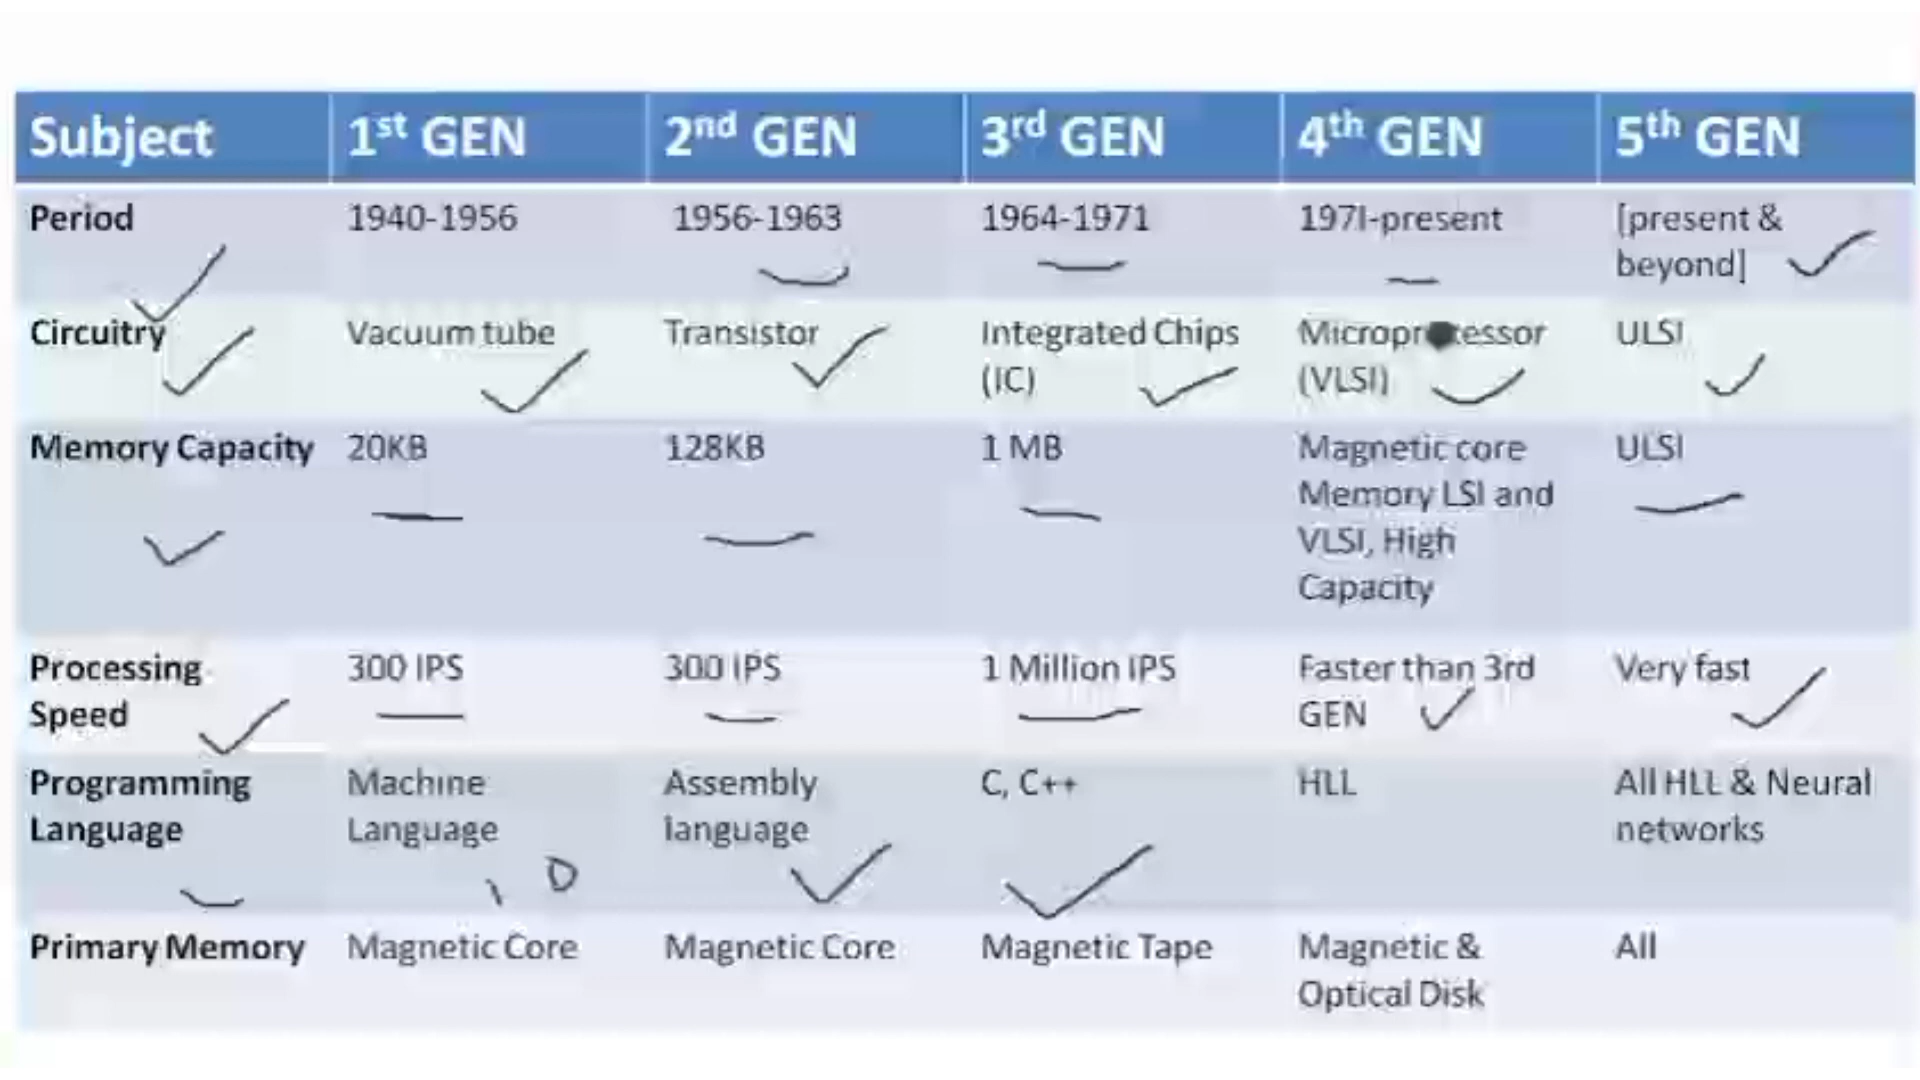 Subject 1st GEN 2nd GEN 3rd GEN 4th GEN 5th GEN
Period 1940-1956 1956-1963 1964-1971 197l-present [present &
beyond]
Circuitry Vacuum tube Transistor Integrated Chips Microprocessor ULSI
(IC) (VLSI)
Memory Capacity 20KB 128KB 1 MB Magnetic core ULSI
Memory LSI and
VLSI, High
Capacity
Processing 300 IPS 300 IPS 1 Million IPS Faster than 3rd Very fast
Speed GEN
Programming Machine Assembly C, C++ HLL All HLL & Neural
Language Language language networks
1 0
Primary Memory Magnetic Core Magnetic Core Magnetic Tape Magnetic & All
Optical Disk